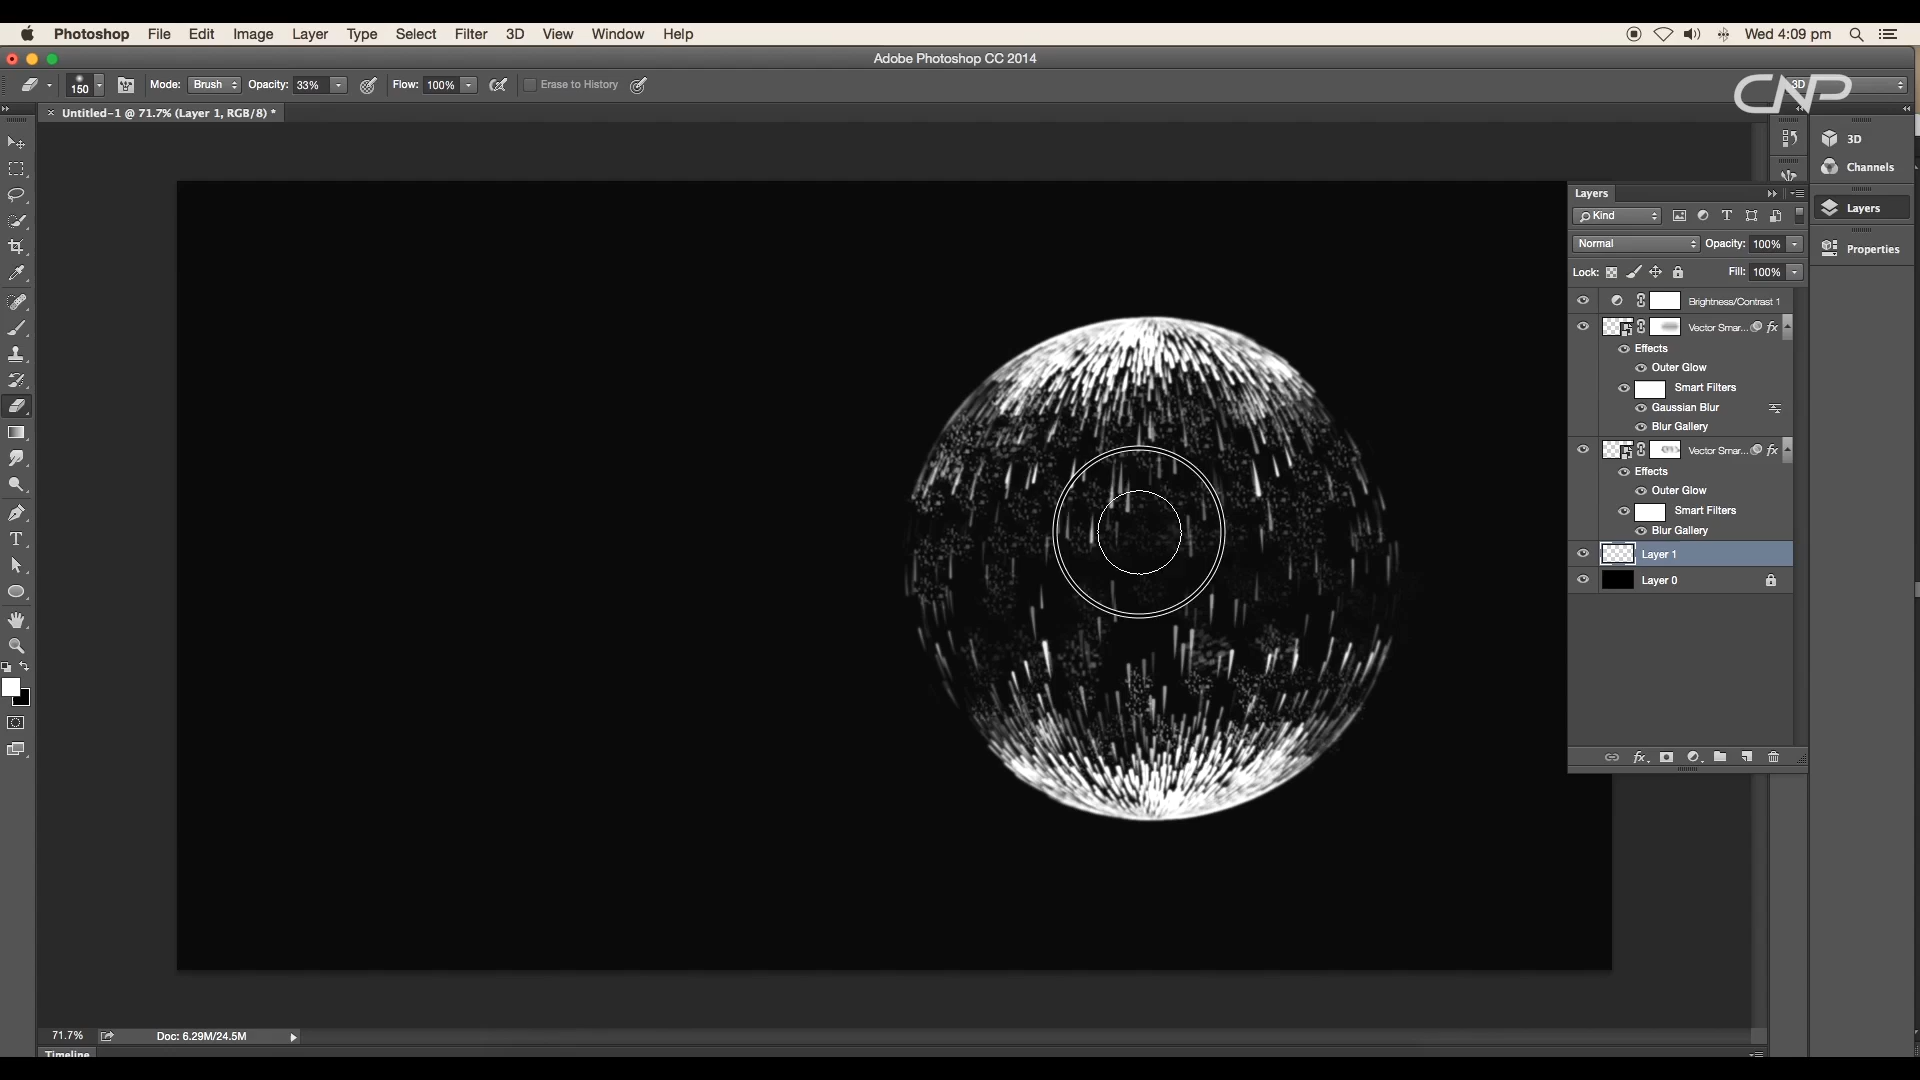 Photoshop File Edit Image Layer Type Select Filter 3D View Window Help Wed 4:09 pm
Adobe Photoshop CC 2014
150 Mode: Brush Opacity: 33% Flow: 100% Erase to History 3D
CNP
Untitled-1 @ 71.7% (Layer 1, RGB/8) *
3D
Channels
Layers
Properties
Layers
Kind
Normal Opacity: 100%
Lock: Fill: 100%
Brightness/Contrast 1
Vector Smar... fx
Effects
Outer Glow
Smart Filters
Gaussian Blur
Blur Gallery
Vector Smar... fx
Effects
Outer Glow
Smart Filters
Blur Gallery
Layer 1
Layer 0
fx
71.7% Doc: 6.29M/24.5M
Timeline